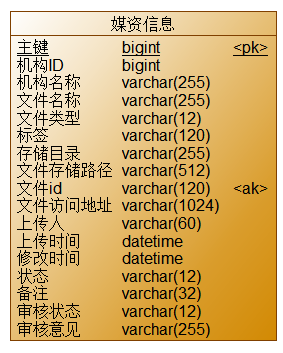 媒资信息
主键 bigint <pk>
机构ID bigint
机构名称 varchar(255)
文件名称 varchar(255)
文件类型 varchar(12)
标签 varchar(120)
存储目录 varchar(255)
文件存储路径 varchar(512)
文件id varchar(120) <ak>
文件访问地址 varchar(1024)
上传人 varchar(60)
上传时间 datetime
修改时间 datetime
状态 varchar(12)
备注 varchar(32)
审核状态 varchar(12)
审核意见 varchar(255)